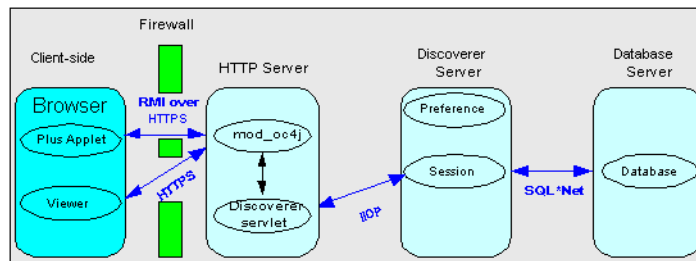 Firewall
Client-side
HTTP Server
Discoverer
Server
Database
Server
Browser
Plus Applet
Viewer
RMI over
HTTPS
HTTPS
mod_oc4j
Discoverer
servlet
IIOP
Preference
Session
SQL*Net
Database